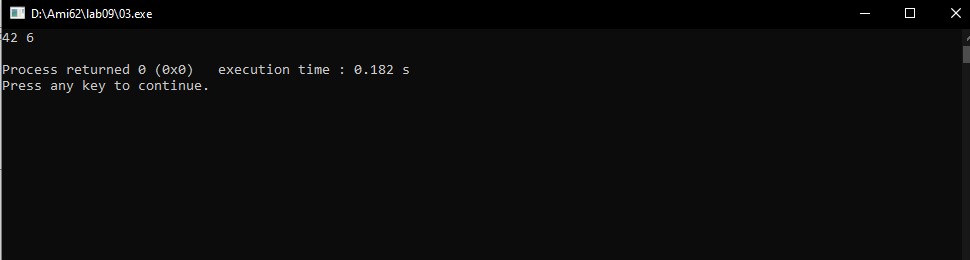 D:\Ami62\lab09\03.exe
42 6
Process returned 0 (0x0)   execution time : 0.182 s
Press any key to continue.